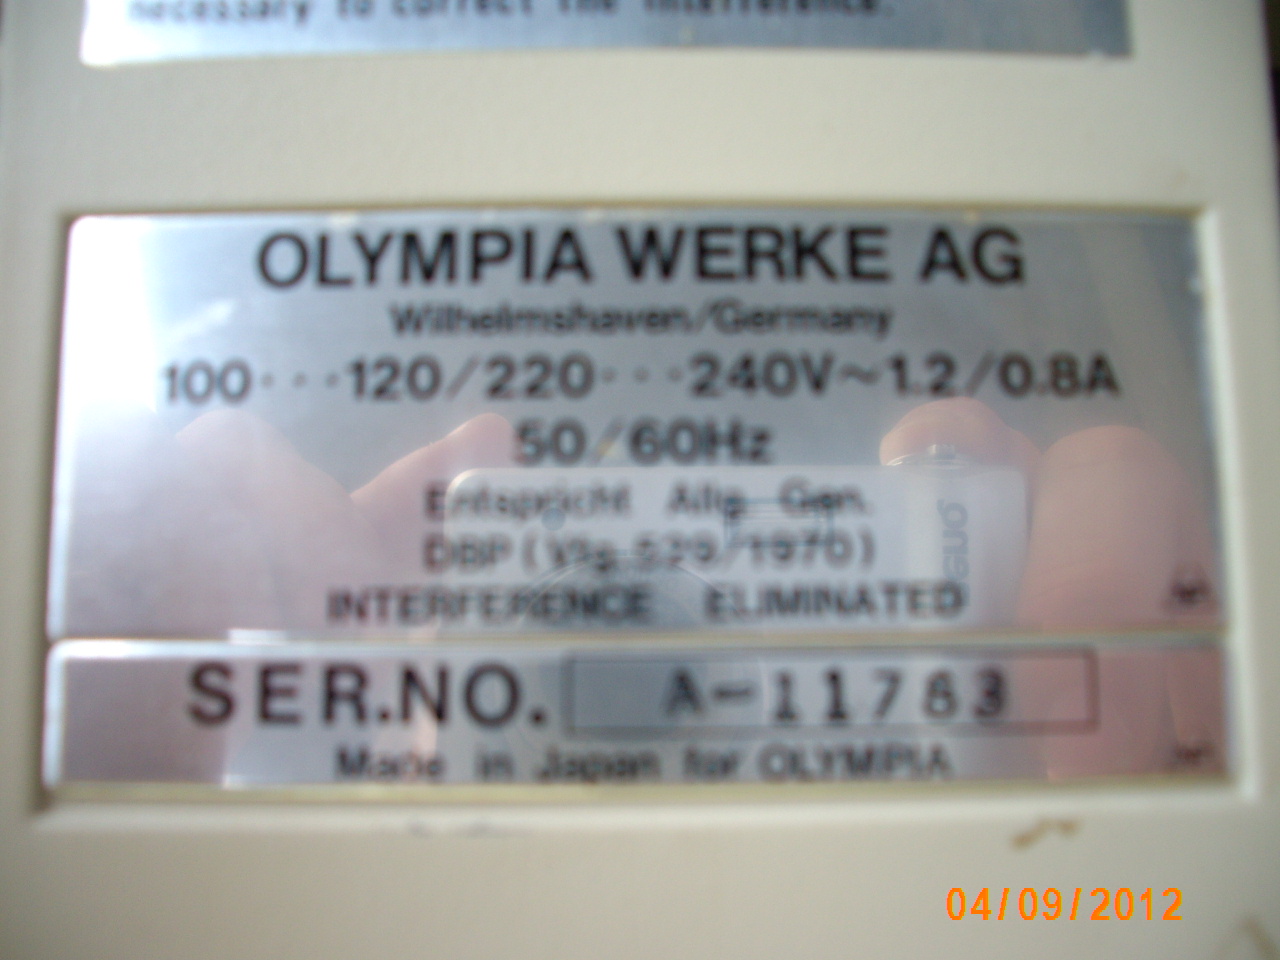 necessary to correct the interference.
OLYMPIA WERKE AG
Wilhelmshaven/Germany
100···120/220···240V~1.2/0.8A
50/60Hz
Entspricht Allg. Gen.
DBP (Vfg. 529/1970)
INTERFERENCE ELIMINATED
SER.NO. A-11763
Made in Japan for OLYMPIA
04/09/2012